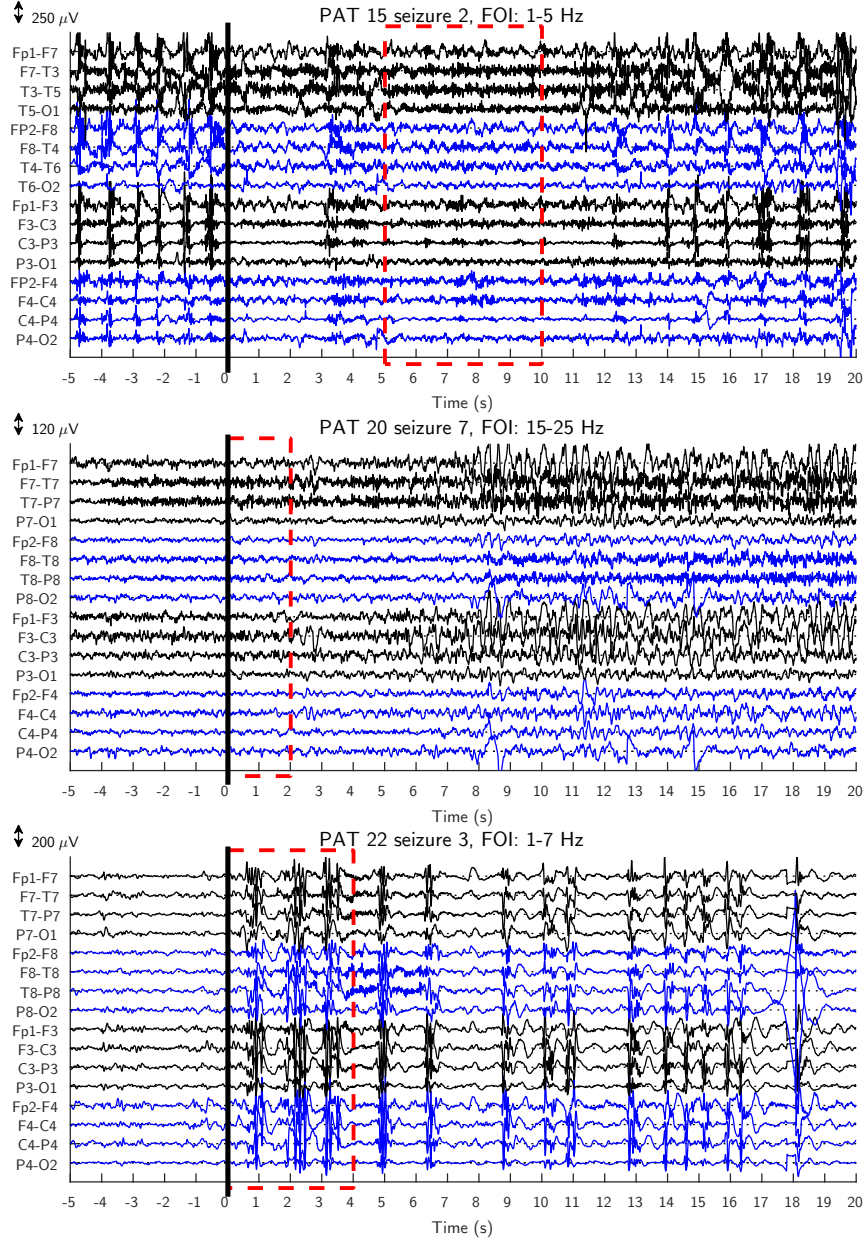 250 μV
PAT 15 seizure 2, FOI: 1-5 Hz
Fp1-F7
F7-T3
T3-T5
T5-O1
FP2-F8
F8-T4
T4-T6
T6-O2
Fp1-F3
F3-C3
C3-P3
P3-O1
FP2-F4
F4-C4
C4-P4
P4-O2
-5 -4 -3 -2 -1 0 1 2 3 4 5 6 7 8 9 10 11 12 13 14 15 16 17 18 19 20
Time (s)
120 μV
PAT 20 seizure 7, FOI: 15-25 Hz
Fp1-F7
F7-T7
T7-P7
P7-O1
Fp2-F8
F8-T8
T8-P8
P8-O2
Fp1-F3
F3-C3
C3-P3
P3-O1
Fp2-F4
F4-C4
C4-P4
P4-O2
-5 -4 -3 -2 -1 0 1 2 3 4 5 6 7 8 9 10 11 12 13 14 15 16 17 18 19 20
Time (s)
200 μV
PAT 22 seizure 3, FOI: 1-7 Hz
Fp1-F7
F7-T7
T7-P7
P7-O1
Fp2-F8
F8-T8
T8-P8
P8-O2
Fp1-F3
F3-C3
C3-P3
P3-O1
Fp2-F4
F4-C4
C4-P4
P4-O2
-5 -4 -3 -2 -1 0 1 2 3 4 5 6 7 8 9 10 11 12 13 14 15 16 17 18 19 20
Time (s)